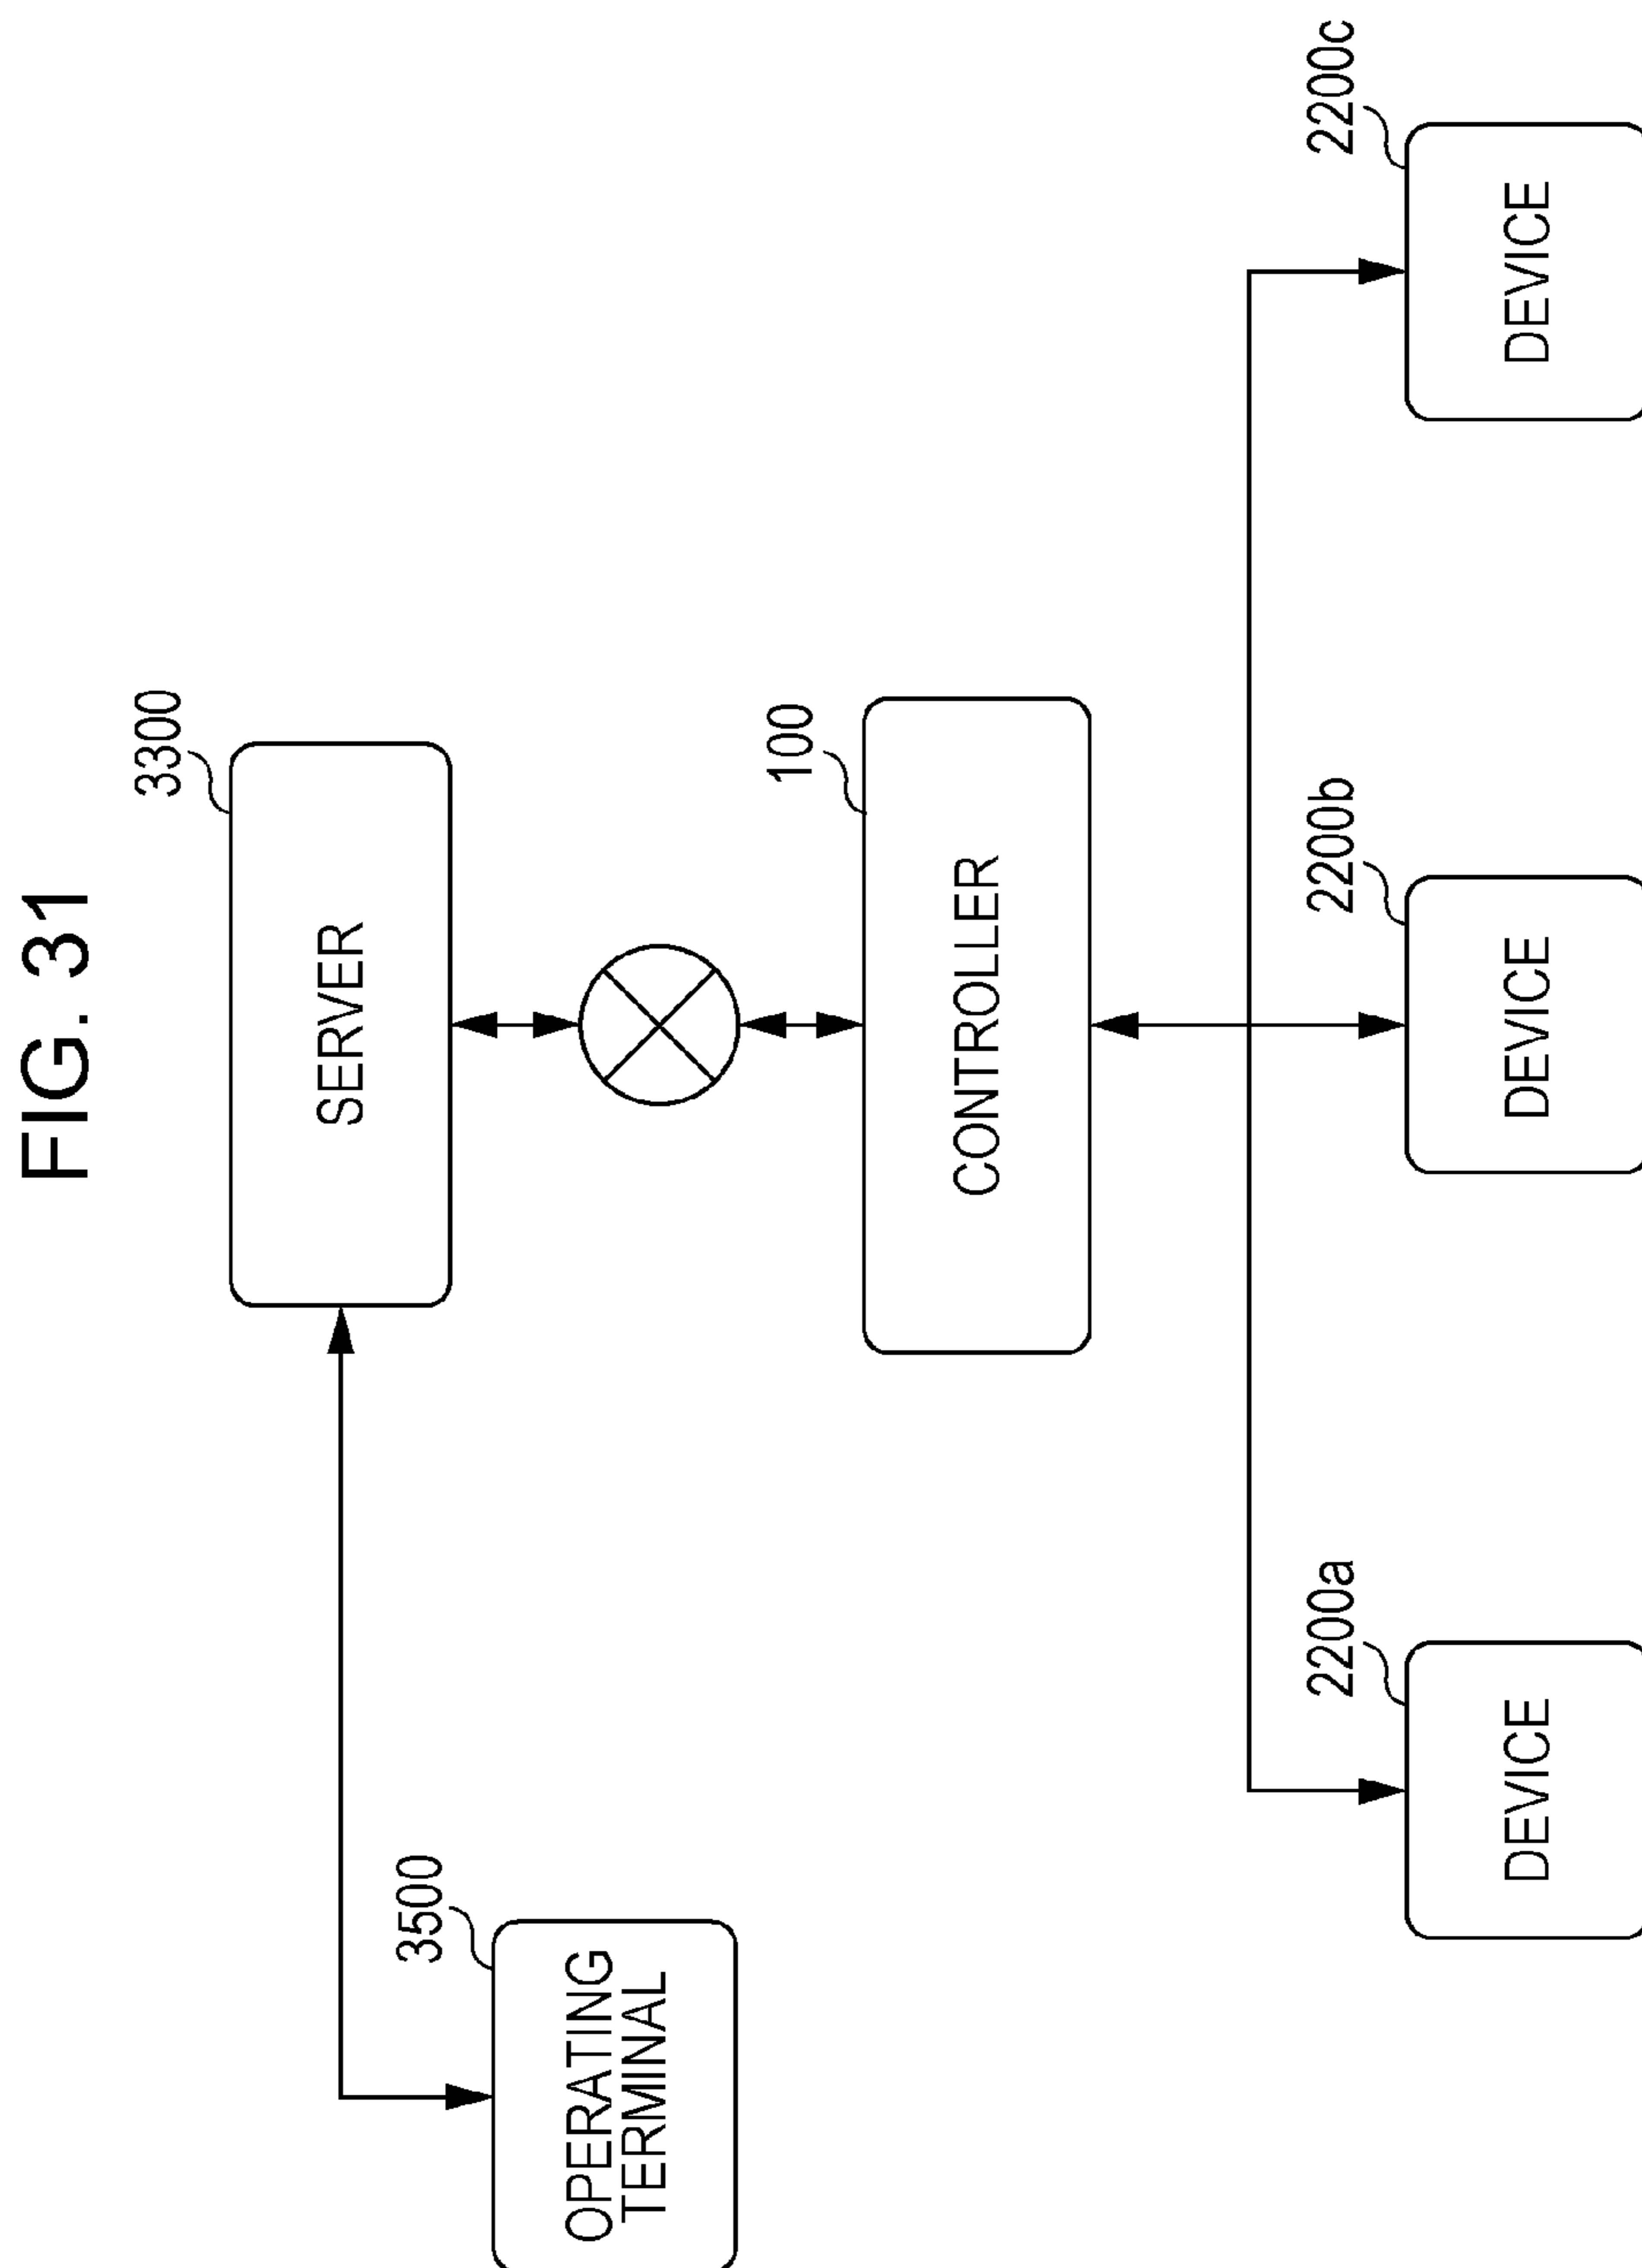 FIG. 31
3300
SERVER
3500
OPERATING
TERMINAL
100
CONTROLLER
2200a
DEVICE
2200b
DEVICE
2200c
DEVICE